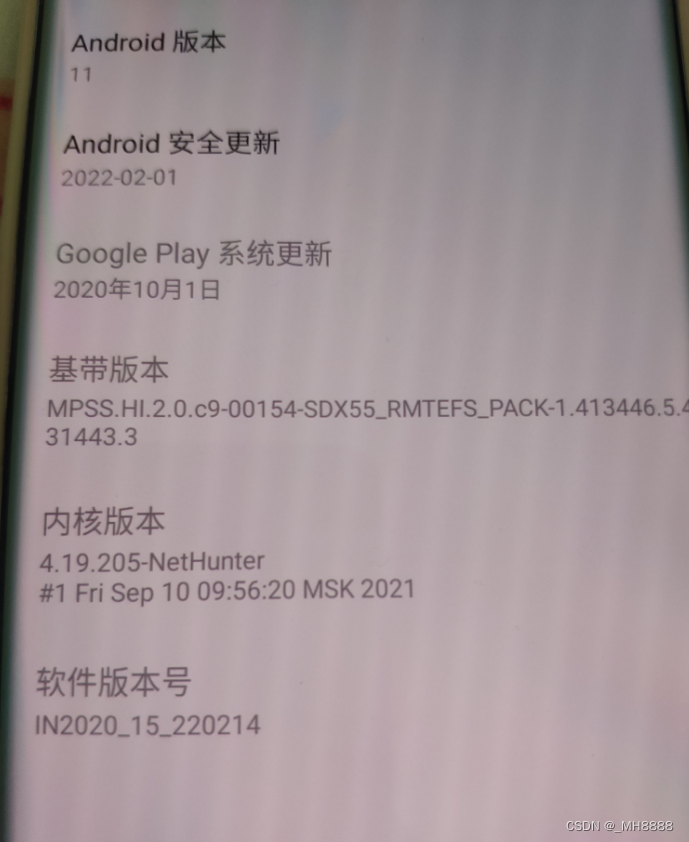 Android 版本
11
Android 安全更新
2022-02-01
Google Play 系统更新
2020年10月1日
基带版本
MPSS.HI.2.0.c9-00154-SDX55_RMTEFS_PACK-1.413446.5.4
31443.3
内核版本
4.19.205-NetHunter
#1 Fri Sep 10 09:56:20 MSK 2021
软件版本号
IN2020_15_220214
CSDN @_MH8888